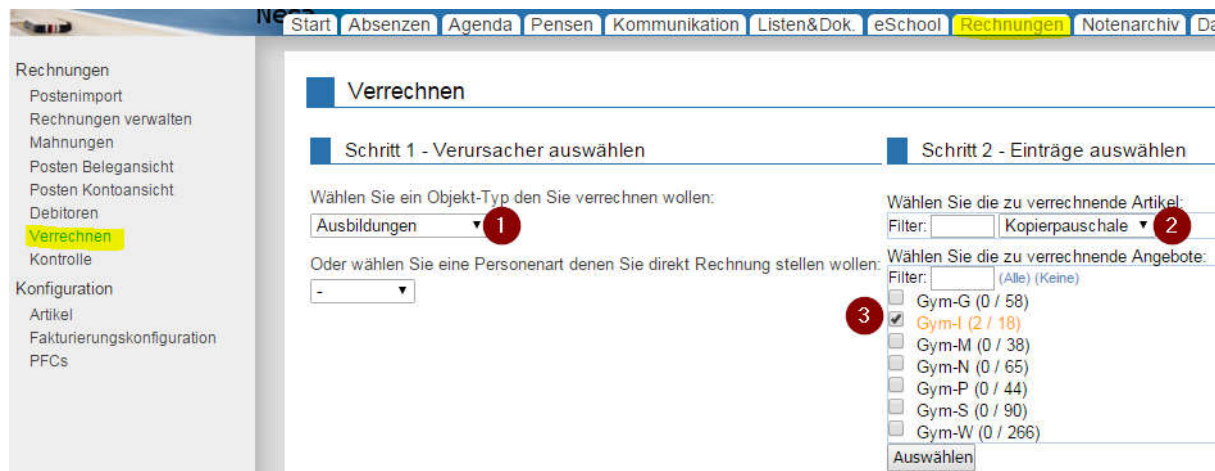 Start Absenzen Agenda Pensen Kommunikation Listen&Dok. eSchool Rechnungen Notenarchiv
Rechnungen
Postenimport
Rechnungen verwalten
Mahnungen
Posten Belegansicht
Posten Kontoansicht
Debitoren
Verrechnen
Kontrolle
Konfiguration
Artikel
Fakturierungskonfiguration
PFCs
Verrechnen
Schritt 1 - Verursacher auswählen
Wählen Sie ein Objekt-Typ den Sie verrechnen wollen:
Ausbildungen 1
Oder wählen Sie eine Personenart denen Sie direkt Rechnung stellen wollen:
-
Schritt 2 - Einträge auswählen
Wählen Sie die zu verrechnende Artikel:
Filter: Kopierpauschale 2
Wählen Sie die zu verrechnende Angebote:
Filter: (Alle) (Keine)
Gym-G (0 / 58)
3 Gym-I (2 / 18)
Gym-M (0 / 38)
Gym-N (0 / 65)
Gym-P (0 / 44)
Gym-S (0 / 90)
Gym-W (0 / 266)
Auswählen